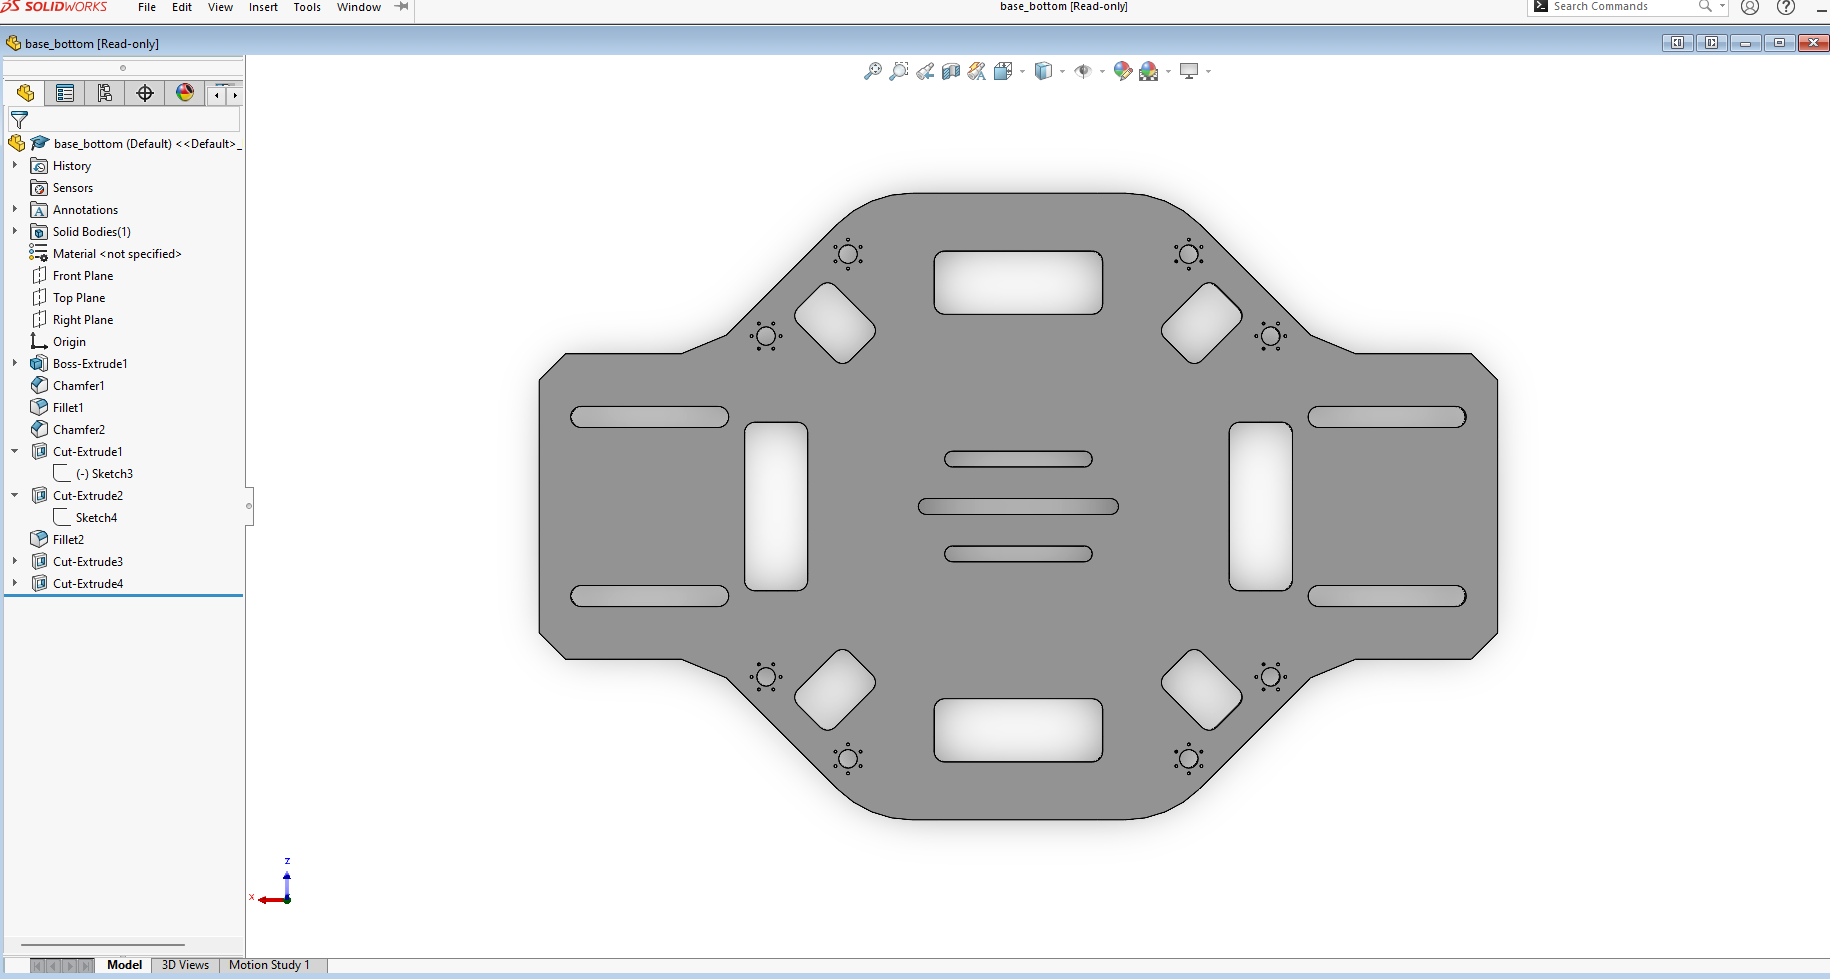 SOLIDWORKS File Edit View Insert Tools Window base_bottom [Read-only] Search Commands
base_bottom [Read-only]
base_bottom (Default) <<Default>_
History
Sensors
Annotations
Solid Bodies(1)
Material <not specified>
Front Plane
Top Plane
Right Plane
Origin
Boss-Extrude1
Chamfer1
Fillet1
Chamfer2
Cut-Extrude1
(-) Sketch3
Cut-Extrude2
Sketch4
Fillet2
Cut-Extrude3
Cut-Extrude4
z
x
Model 3D Views Motion Study 1